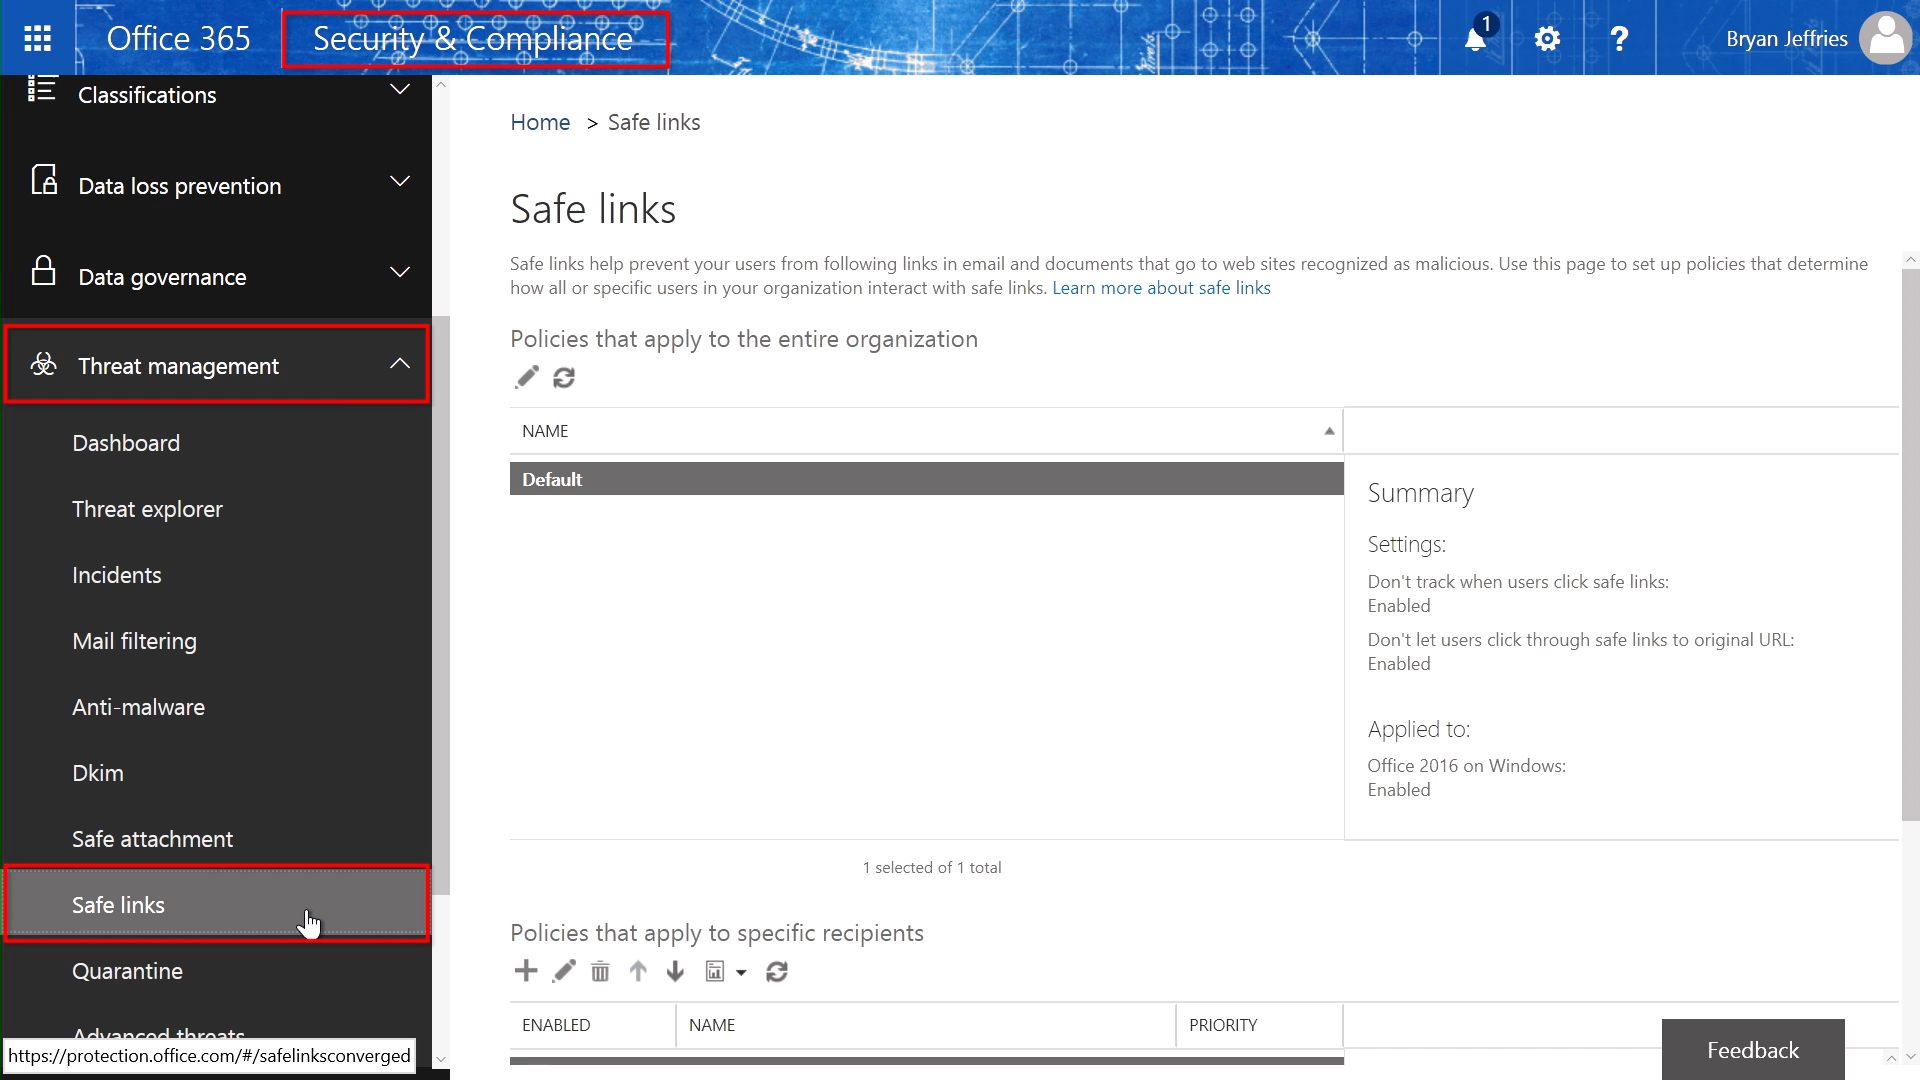 Office 365
Security & Compliance
1
?
Bryan Jeffries
Classifications
Data loss prevention
Data governance
Threat management
Dashboard
Threat explorer
Incidents
Mail filtering
Anti-malware
Dkim
Safe attachment
Safe links
Quarantine
Advanced threats
https://protection.office.com/#/safelinksconverged
Home > Safe links
Safe links
Safe links help prevent your users from following links in email and documents that go to web sites recognized as malicious. Use this page to set up policies that determine
how all or specific users in your organization interact with safe links. Learn more about safe links
Policies that apply to the entire organization
NAME
Default
Summary
Settings:
Don't track when users click safe links:
Enabled
Don't let users click through safe links to original URL:
Enabled
Applied to:
Office 2016 on Windows:
Enabled
1 selected of 1 total
Policies that apply to specific recipients
ENABLED NAME PRIORITY
Feedback